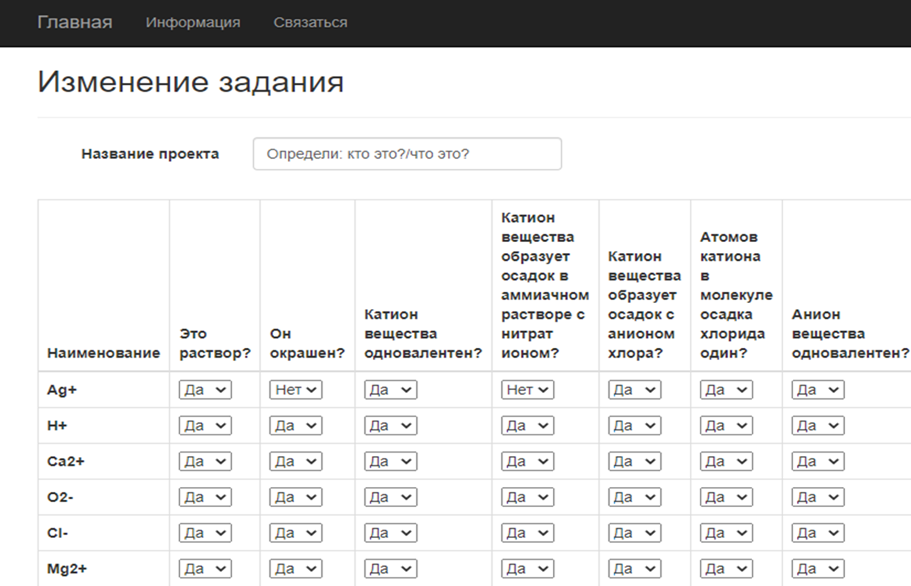 Главная Информация Связаться
Изменение задания
Название проекта Определи: кто это?/что это?
Наименование
Это
раствор?
Он
окрашен?
Катион
вещества
одновалентен?
Катион
вещества
образует
осадок в
аммиачном
растворе с
нитрат
ионом?
Катион
вещества
образует
осадок с
анионом
хлора?
Атомов
катиона
в
молекуле
осадка
хлорида
один?
Анион
вещества
одновалентен?
Ag+ Да Нет Да Нет Да Да Да
H+ Да Да Да Да Да Да Да
Ca2+ Да Да Да Да Да Да Да
O2- Да Да Да Да Да Да Да
Cl- Да Да Да Да Да Да Да
Mg2+ Да Да Да Да Да Да Да